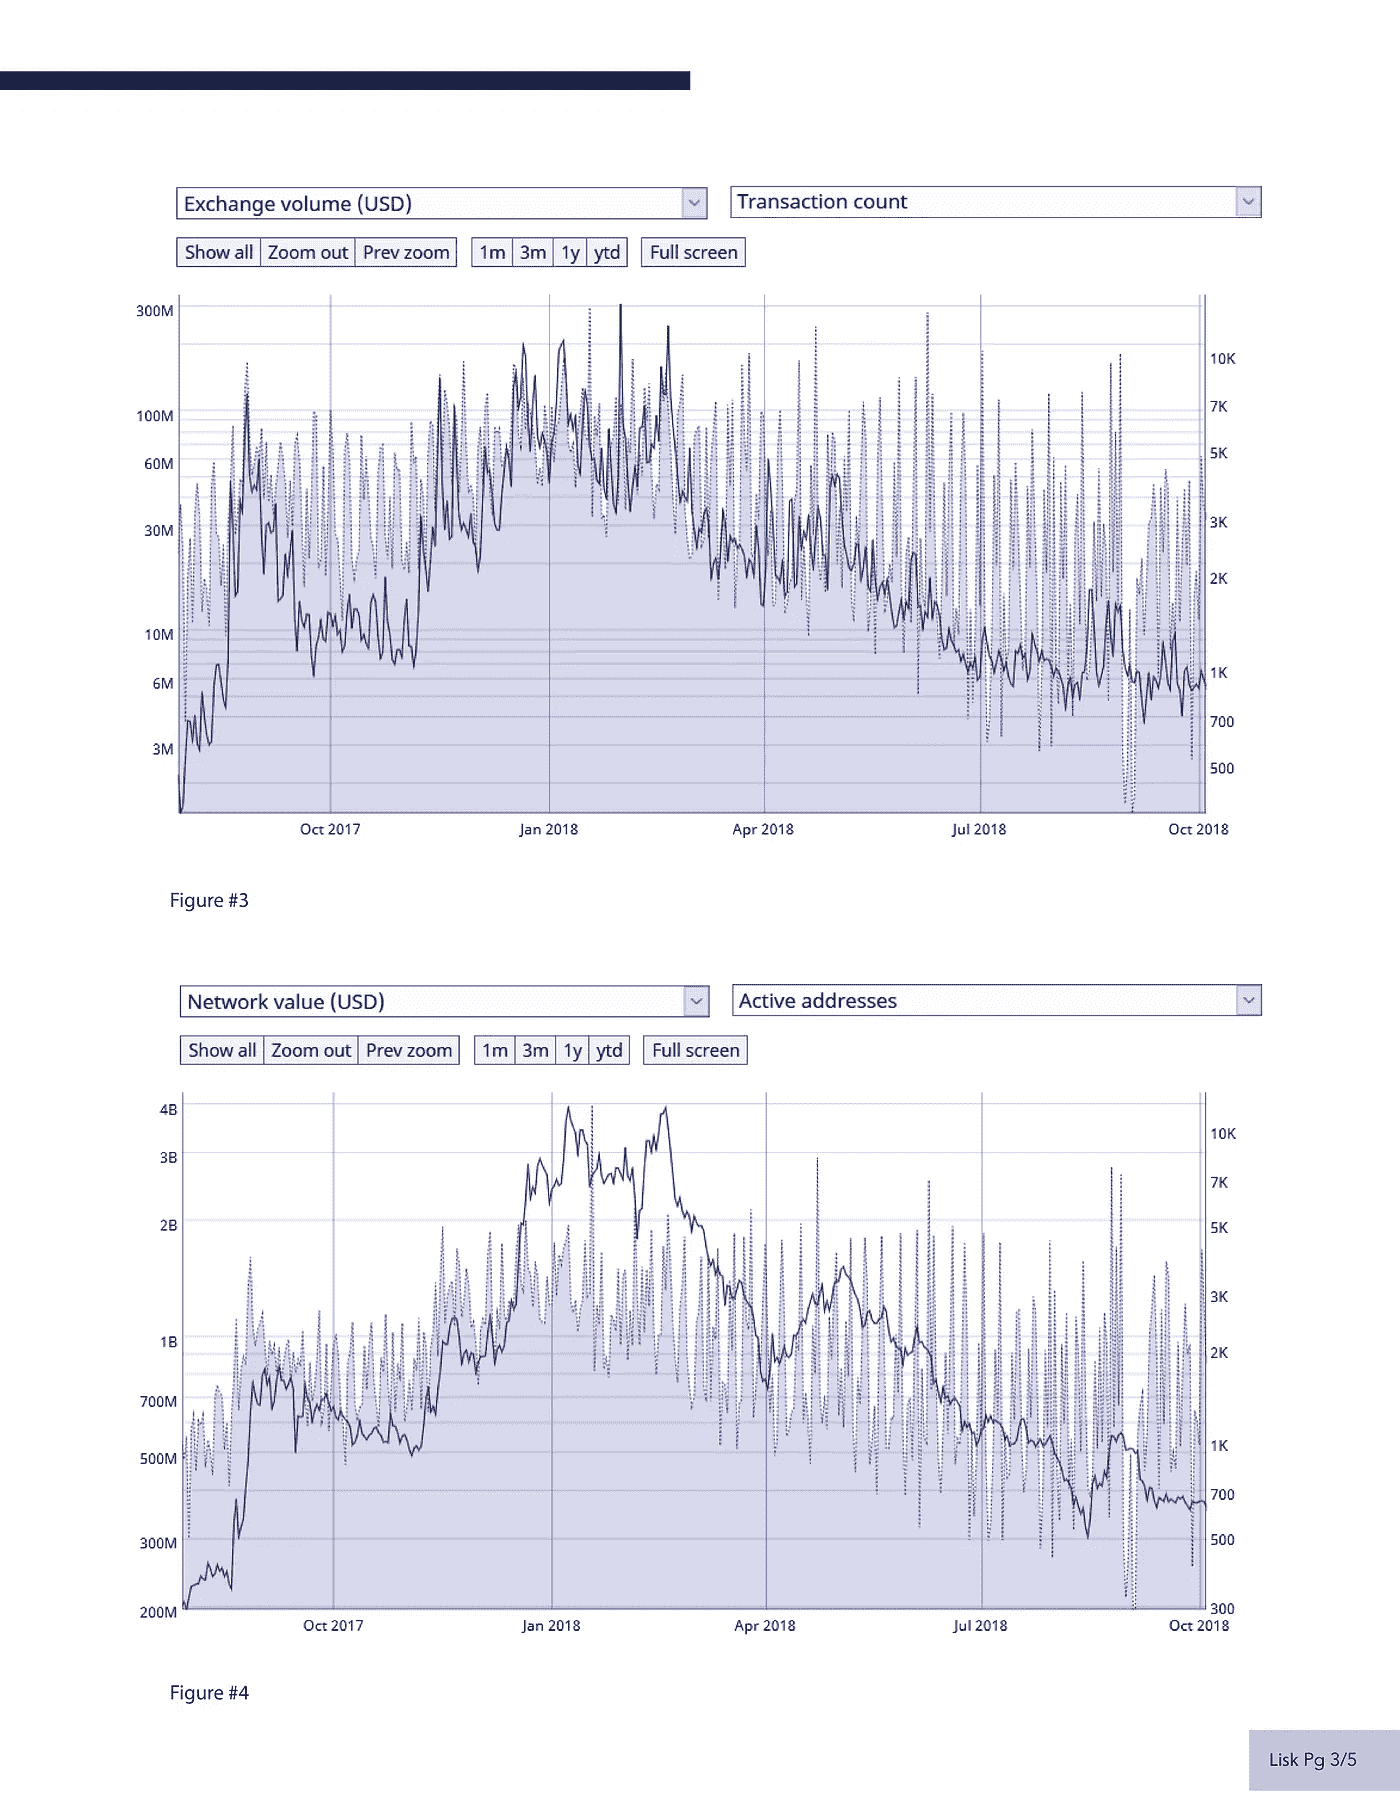 Exchange volume (USD) Transaction count
Show all Zoom out Prev zoom 1m 3m 1y ytd Full screen
300M
100M
60M
30M
10M
6M
3M
10K
7K
5K
3K
2K
1K
700
500
Oct 2017 Jan 2018 Apr 2018 Jul 2018 Oct 2018
Figure #3
Network value (USD) Active addresses
Show all Zoom out Prev zoom 1m 3m 1y ytd Full screen
4B
3B
2B
1B
700M
500M
300M
200M
10K
7K
5K
3K
2K
1K
700
500
300
Oct 2017 Jan 2018 Apr 2018 Jul 2018 Oct 2018
Figure #4
Lisk Pg 3/5